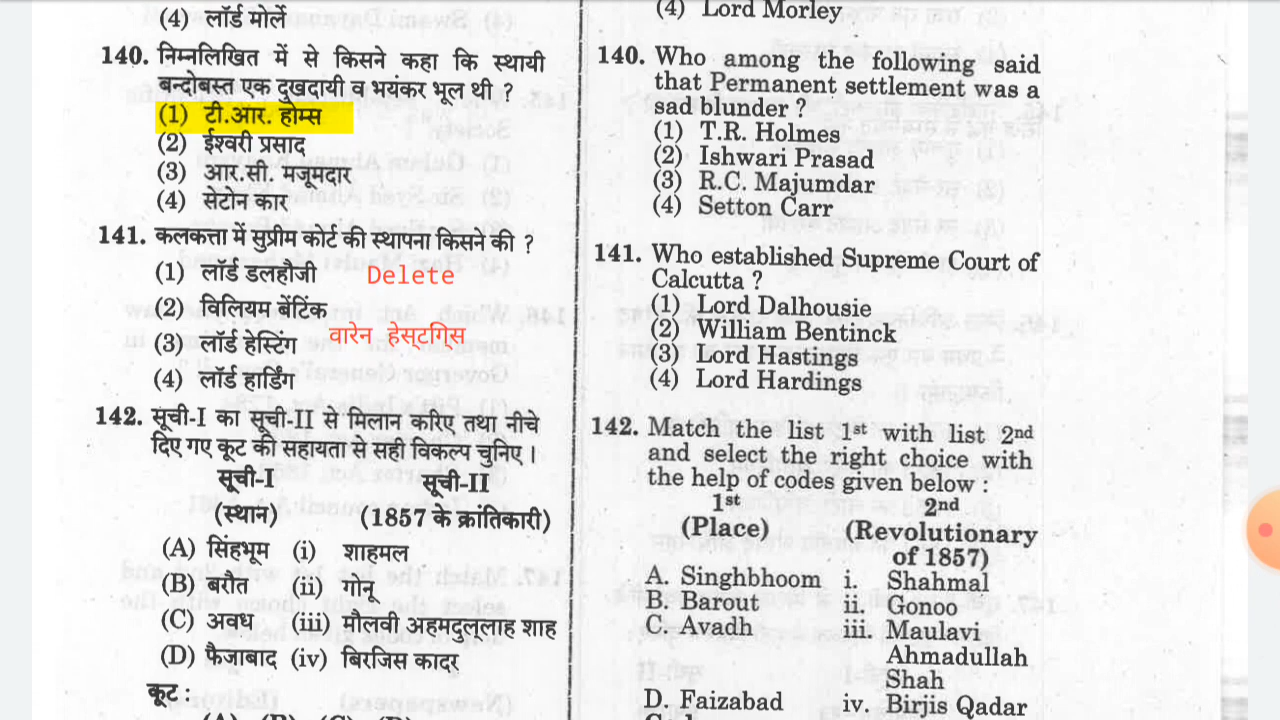 (4) लॉर्ड मोर्ले
140. निम्नलिखित में से किसने कहा कि स्थायी
बन्दोबस्त एक दुखदायी व भयंकर भूल थी ?
(1) टी.आर. होम्स
(2) ईश्वरी प्रसाद
(3) आर.सी. मजूमदार
(4) सेटोन कार
141. कलकत्ता में सुप्रीम कोर्ट की स्थापना किसने की ?
(1) लॉर्ड डलहौजी Delete
(2) विलियम बेंटिंक
(3) लॉर्ड हेस्टिंग वारेन हेसटगिस
(4) लॉर्ड हार्डिंग
142. सूची-I का सूची-II से मिलान करिए तथा नीचे
दिए गए कूट की सहायता से सही विकल्प चुनिए ।
सूची-I सूची-II
(स्थान) (1857 के क्रांतिकारी)
(A) सिंहभूम (i) शाहमल
(B) बरौत (ii) गोनू
(C) अवध (iii) मौलवी अहमदुल्लाह शाह
(D) फैजाबाद (iv) बिरजिस कादर
कूट :
(A) (B) (C) (D)
(4) Lord Morley
140. Who among the following said
that Permanent settlement was a
sad blunder ?
(1) T.R. Holmes
(2) Ishwari Prasad
(3) R.C. Majumdar
(4) Setton Carr
141. Who established Supreme Court of
Calcutta ?
(1) Lord Dalhousie
(2) William Bentinck
(3) Lord Hastings
(4) Lord Hardings
142. Match the list 1st with list 2nd
and select the right choice with
the help of codes given below
1st 2nd
(Place) (Revolutionary
of 1857)
A. Singhbhoom i. Shahmal
B. Barout ii. Gonoo
C. Avadh iii. Maulavi
Ahmadullah
Shah
D. Faizabad iv. Birjis Qadar